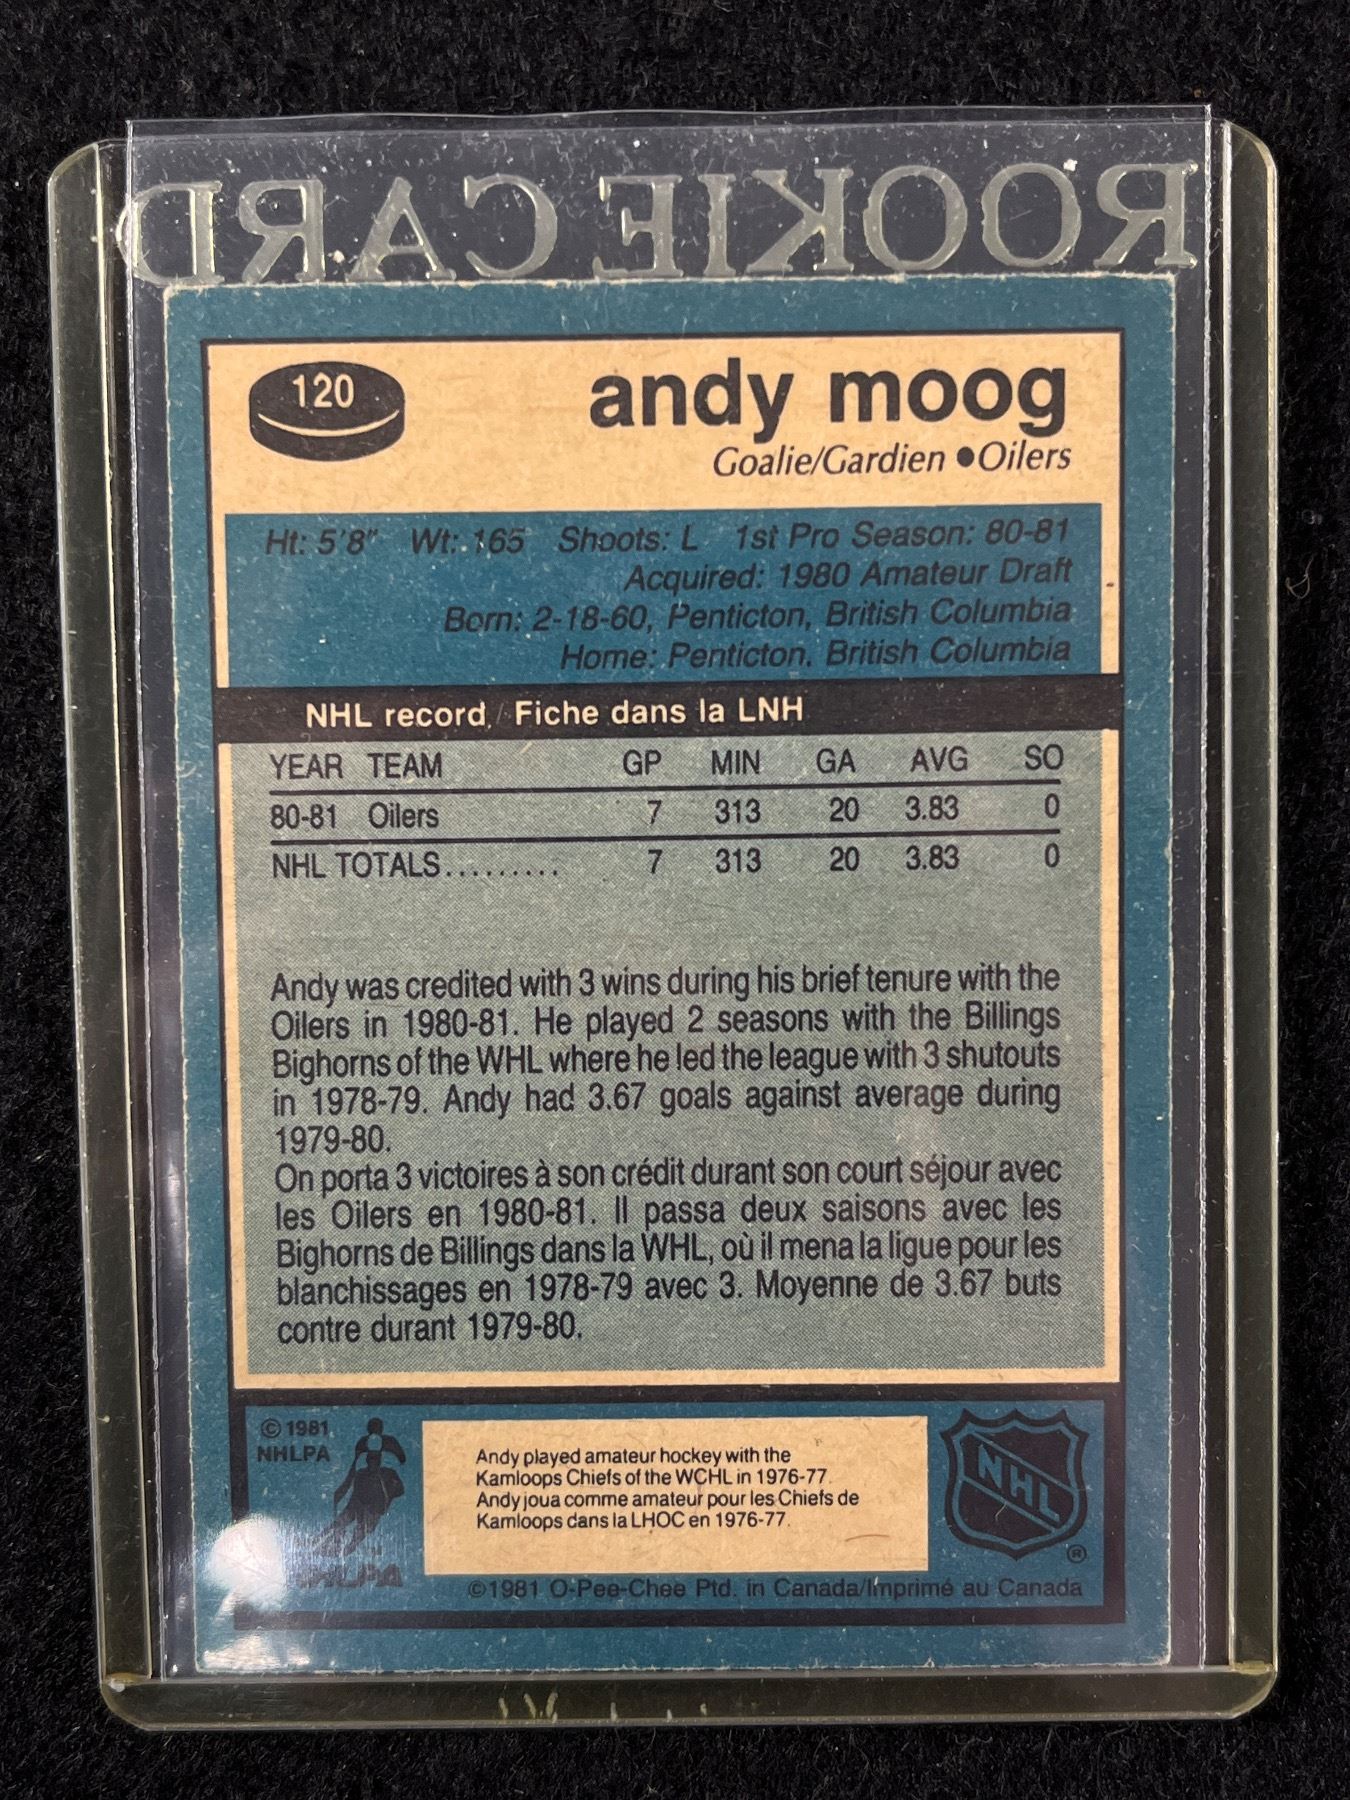 ROOKIE CARD
120
andy moog
Goalie/Gardien ●Oilers
Ht: 5'8" Wt: 165 Shoots: L 1st Pro Season: 80-81
Acquired: 1980 Amateur Draft
Born: 2-18-60, Penticton, British Columbia
Home: Penticton, British Columbia
NHL record/Fiche dans la LNH
YEAR TEAM GP MIN GA AVG SO
80-81 Oilers 7 313 20 3.83 0
NHL TOTALS......... 7 313 20 3.83 0
Andy was credited with 3 wins during his brief tenure with the
Oilers in 1980-81. He played 2 seasons with the Billings
Bighorns of the WHL where he led the league with 3 shutouts
in 1978-79. Andy had 3.67 goals against average during
1979-80.
On porta 3 victoires à son crédit durant son court séjour avec
les Oilers en 1980-81. Il passa deux saisons avec les
Bighorns de Billings dans la WHL, où il mena la ligue pour les
blanchissages en 1978-79 avec 3. Moyenne de 3.67 buts
contre durant 1979-80.
© 1981
NHLPA
NHLPA
Andy played amateur hockey with the
Kamloops Chiefs of the WCHL in 1976-77.
Andy joua comme amateur pour les Chiefs de
Kamloops dans la LHOC en 1976-77.
NHL
®
©1981 O-Pee-Chee Ptd. in Canada/Imprimé au Canada